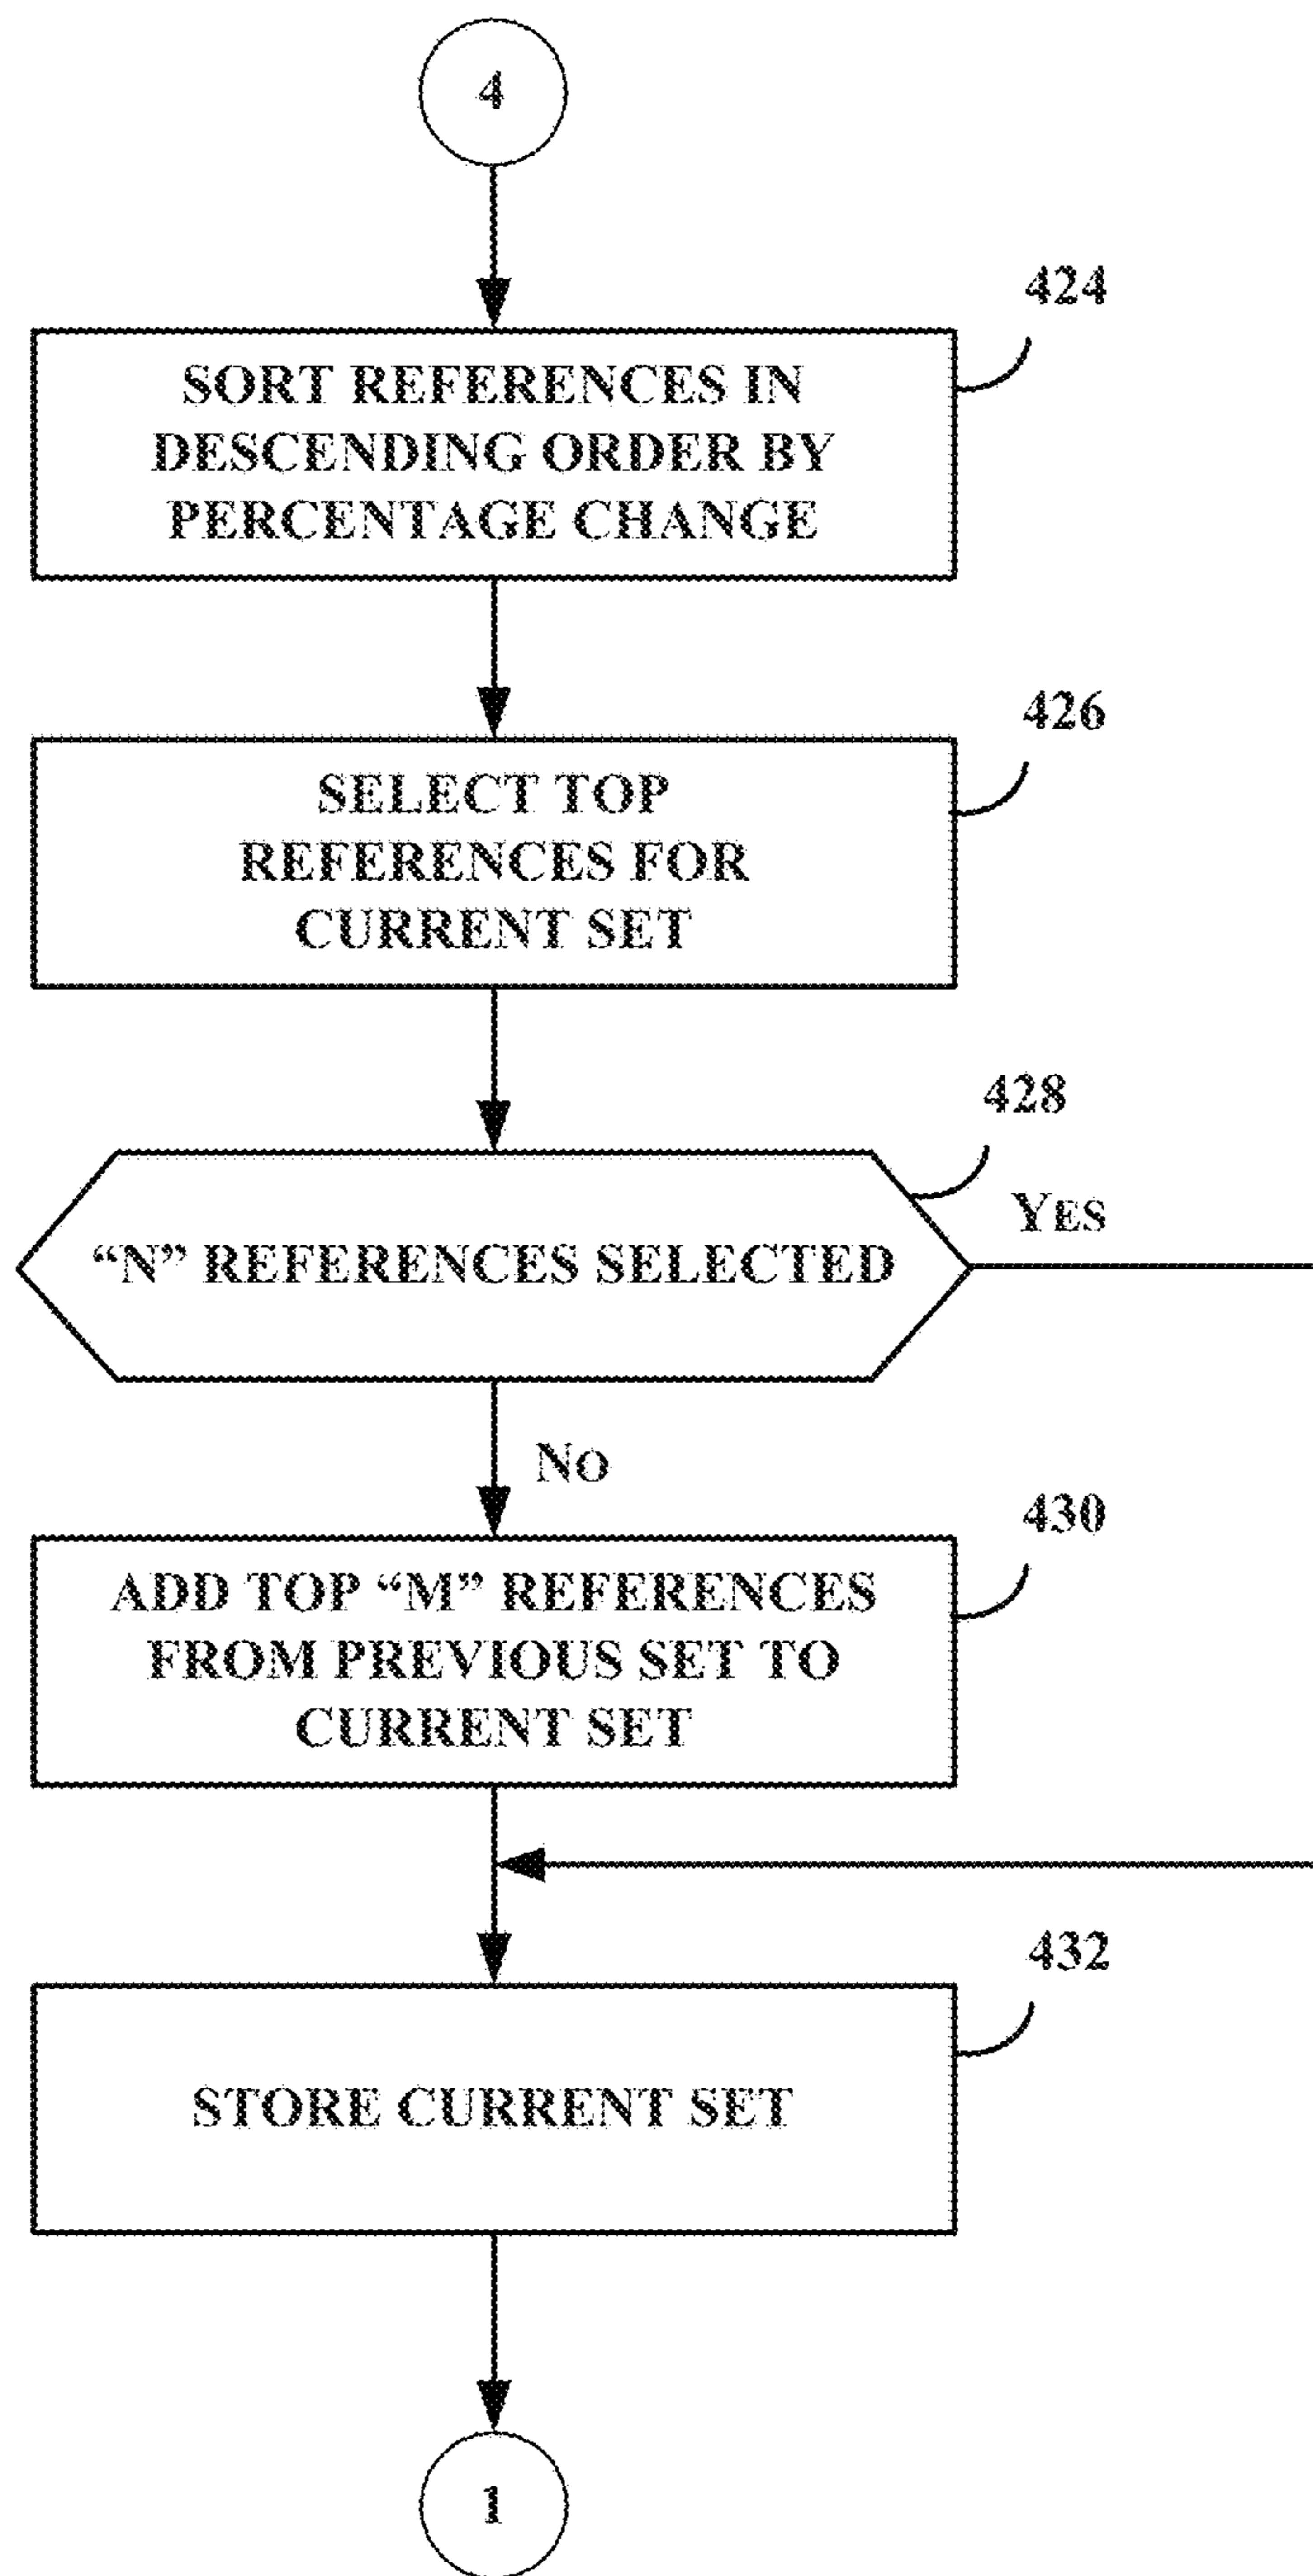 4
424
SORT REFERENCES IN
DESCENDING ORDER BY
PERCENTAGE CHANGE
426
SELECT TOP
REFERENCES FOR
CURRENT SET
428
YES
“N” REFERENCES SELECTED
NO
430
ADD TOP “M” REFERENCES
FROM PREVIOUS SET TO
CURRENT SET
432
STORE CURRENT SET
1